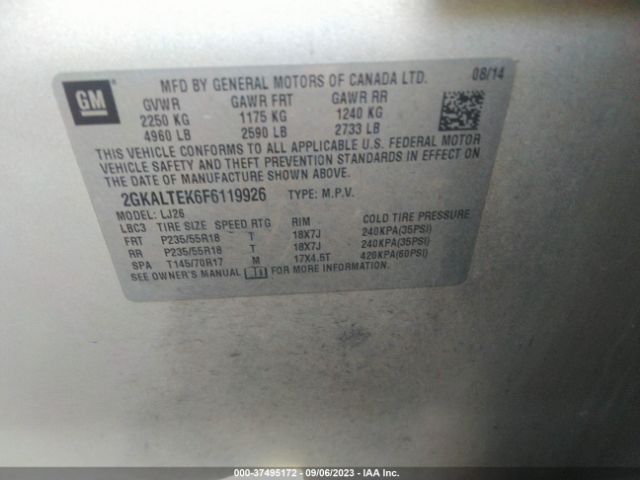 GM
MFD BY GENERAL MOTORS OF CANADA LTD. 08/14
GVWR GAWR FRT GAWR RR
2250 KG 1175 KG 1240 KG
4960 LB 2590 LB 2733 LB
THIS VEHICLE CONFORMS TO ALL APPLICABLE U.S. FEDERAL MOTOR
VEHICLE SAFETY AND THEFT PREVENTION STANDARDS IN EFFECT ON
THE DATE OF MANUFACTURE SHOWN ABOVE.
2GKALTEK6F6119926 TYPE: M.P.V.
MODEL: LJ26
LBC3 TIRE SIZE SPEED RTG RIM COLD TIRE PRESSURE
FRT P235/55R18 T 18X7J 240KPA(35PSI)
RR P235/55R18 T 18X7J 240KPA(35PSI)
SPA T145/70R17 M 17X4.5T 420KPA(60PSI)
SEE OWNER'S MANUAL FOR MORE INFORMATION.
000-37495172 - 09/06/2023 - IAA Inc.